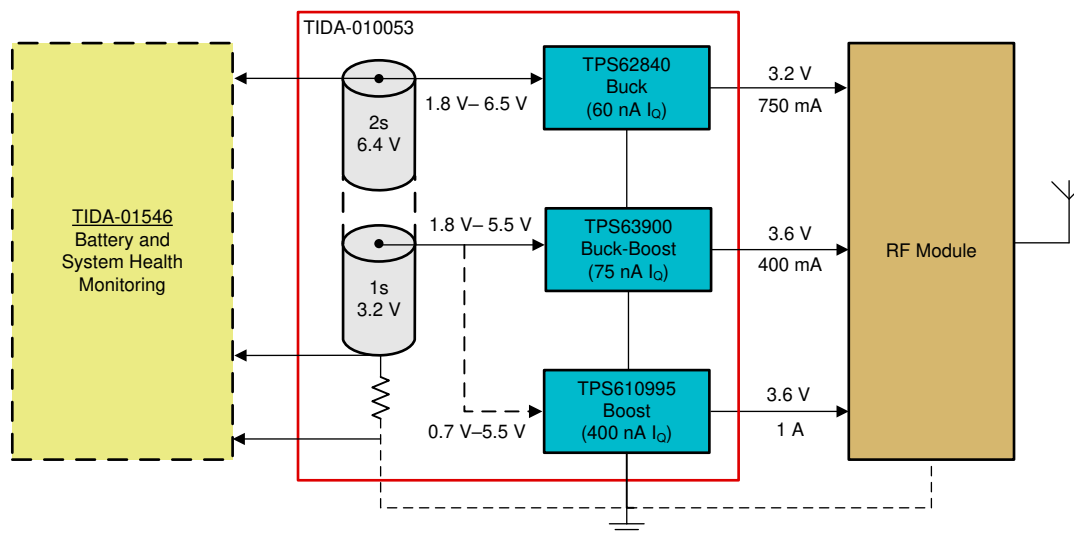 TIDA-010053
TIDA-01546
Battery and
System Health
Monitoring
2s
6.4 V
1.8 V– 6.5 V
TPS62840
Buck
(60 nA IQ)
3.2 V
750 mA
1s
3.2 V
1.8 V– 5.5 V
TPS63900
Buck-Boost
(75 nA IQ)
3.6 V
400 mA
RF Module
0.7 V–5.5 V
TPS610995
Boost
(400 nA IQ)
3.6 V
1 A